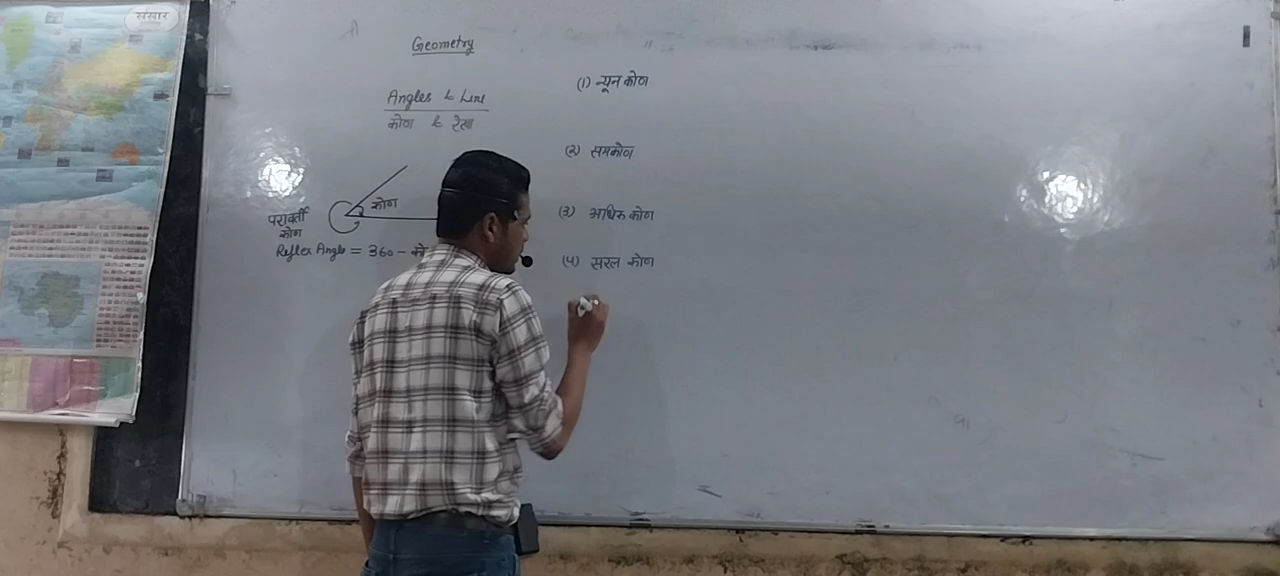 संसार
Geometry
Angles & Line
कोण & रेखा
कोण
परावर्ती
कोण
Reflex Angle = 360 - को
(1) न्यून कोण
(2) समकोण
(3) अधिक कोण
(4) सरल कोण